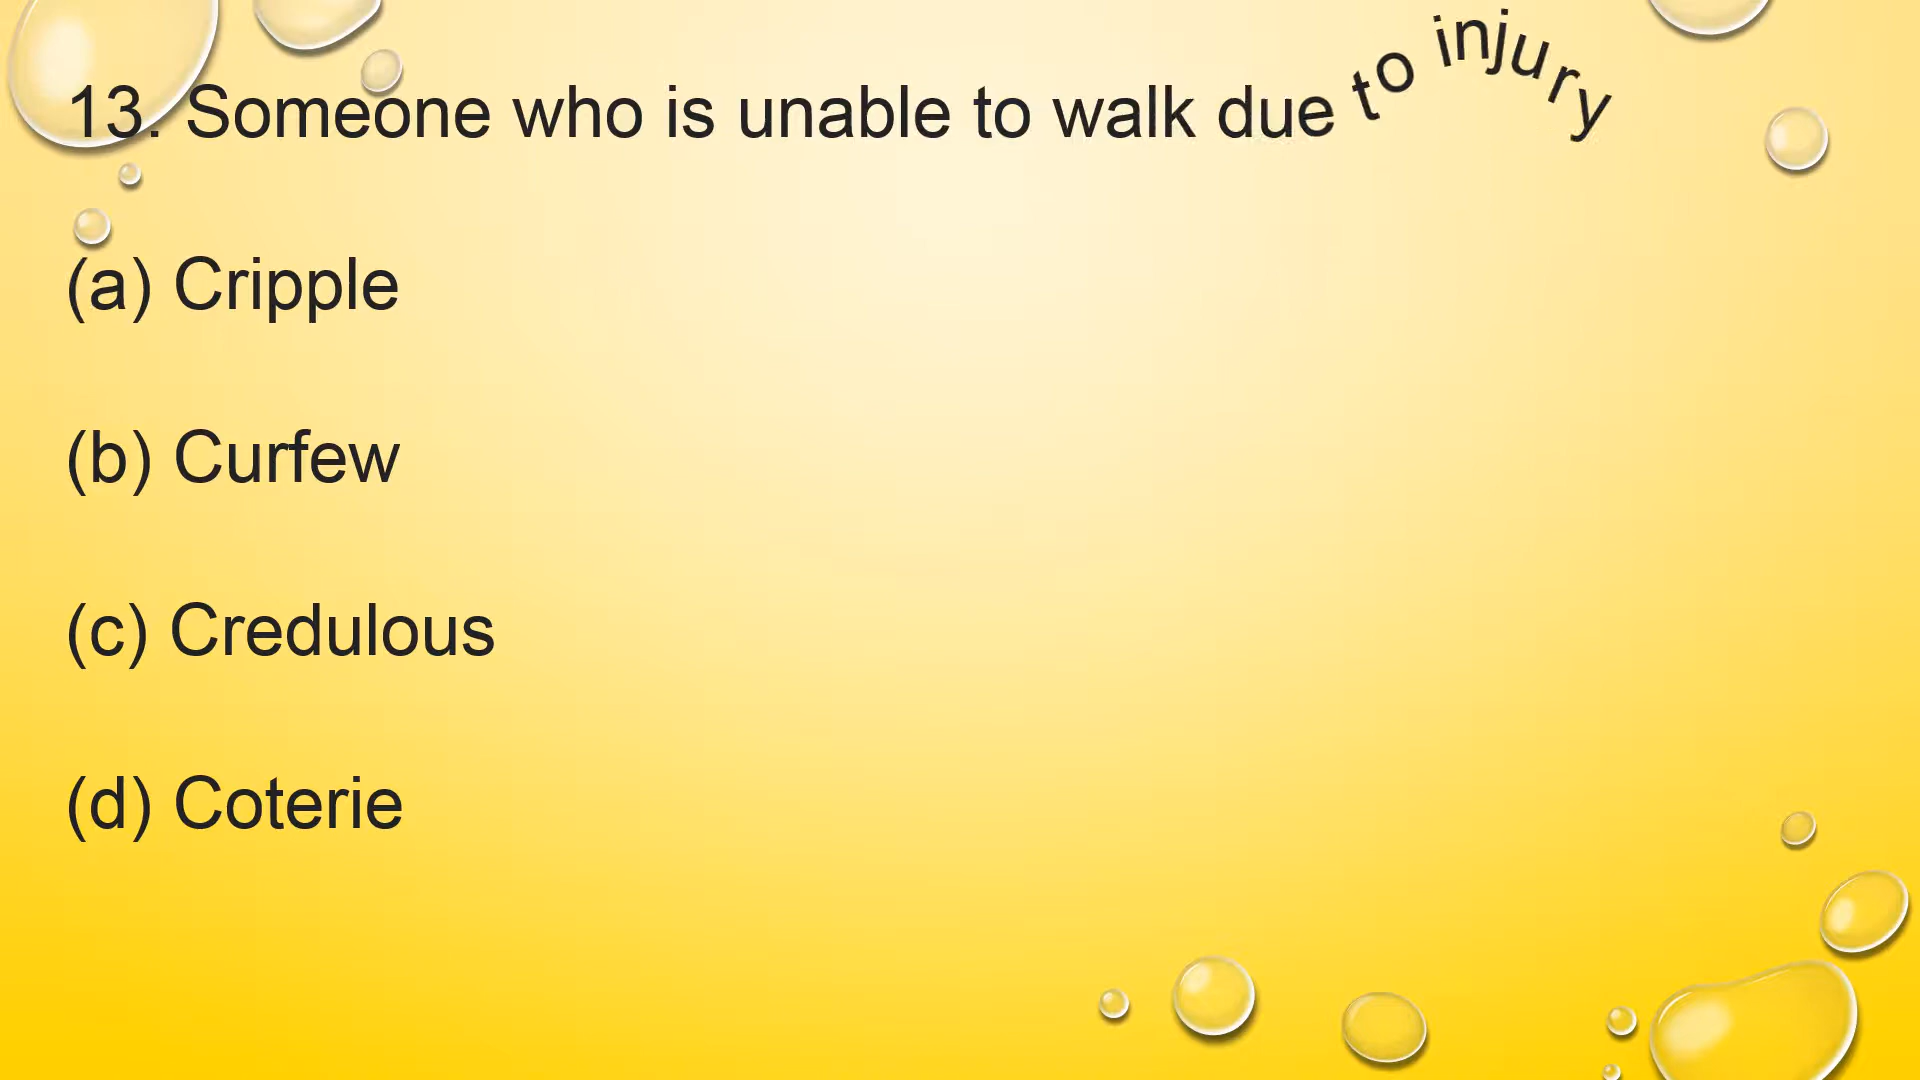 13. Someone who is unable to walk due to injury
(a) Cripple
(b) Curfew
(c) Credulous
(d) Coterie